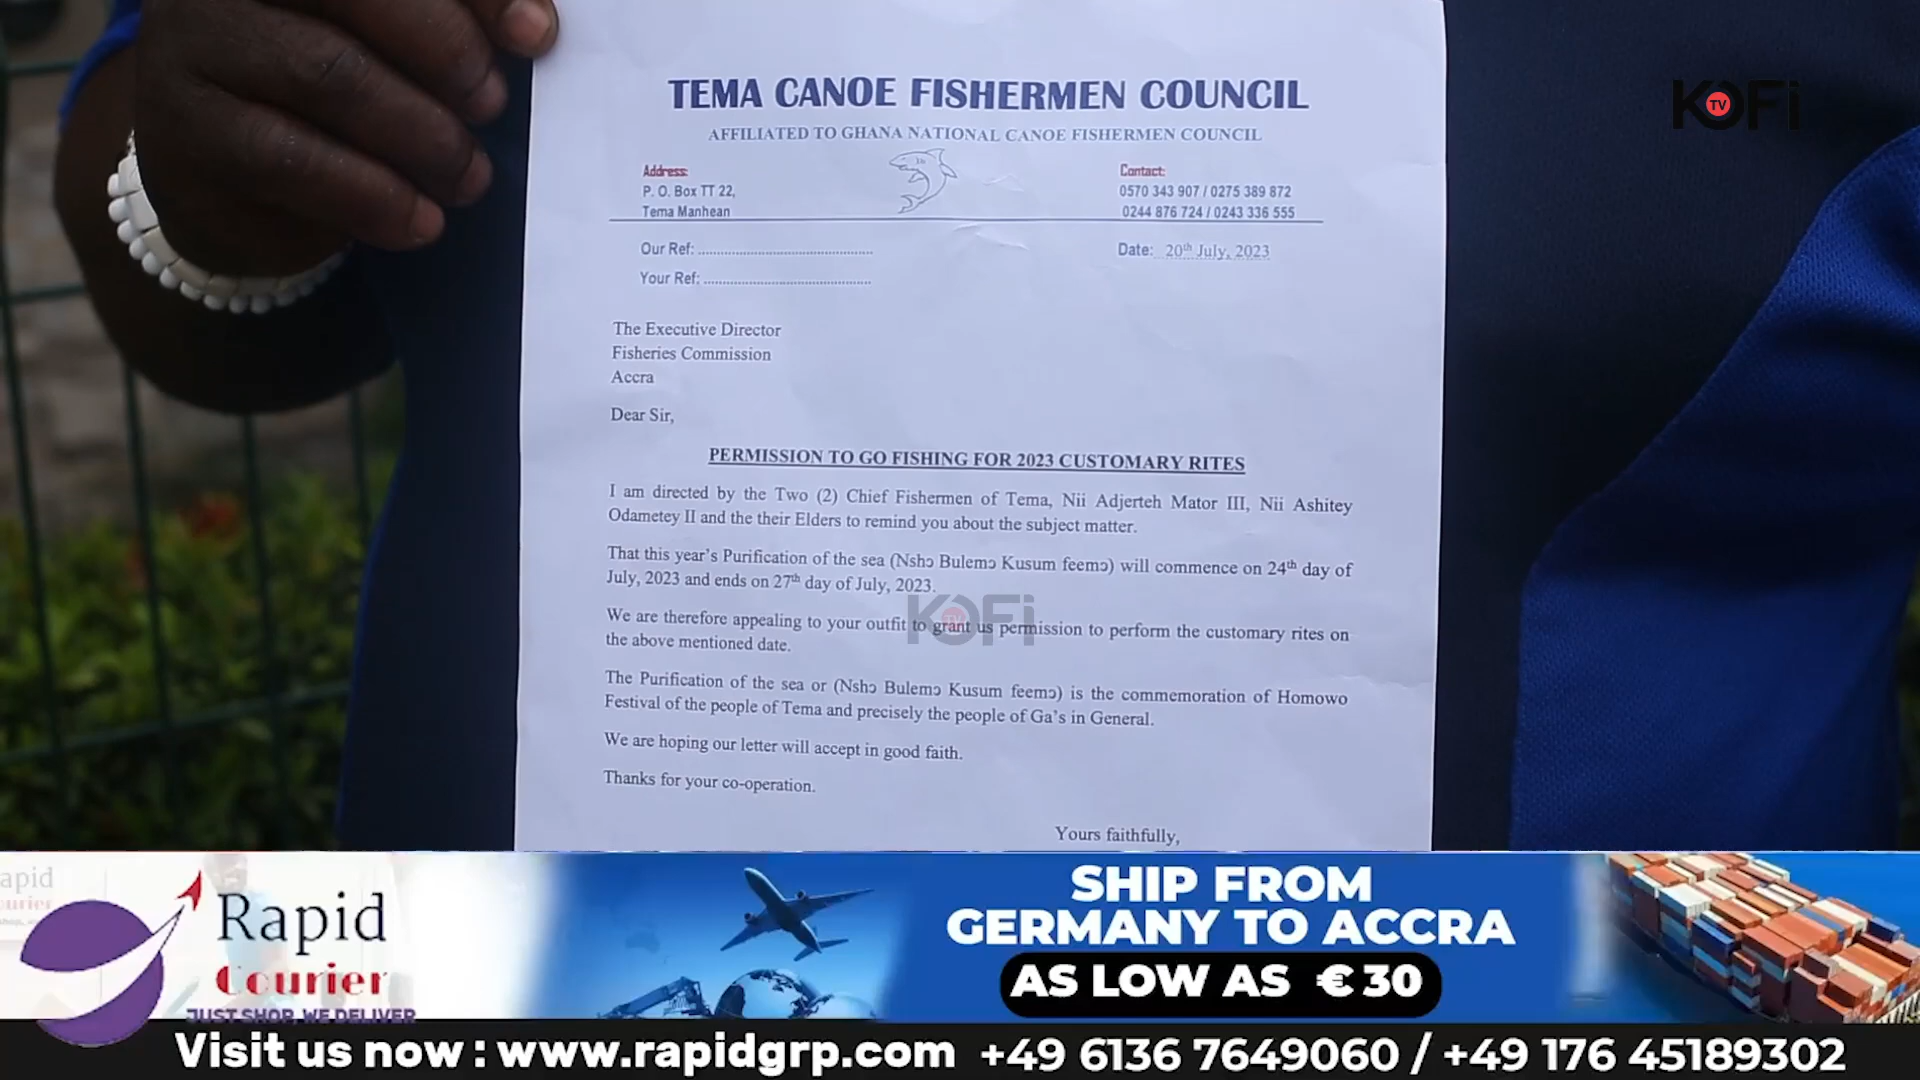 TEMA CANOE FISHERMEN COUNCIL
AFFILIATED TO GHANA NATIONAL CANOE FISHERMEN COUNCIL
KOFi TV
Address:
P. O. Box TT 22,
Tema Manhean
Contact:
0570 343 907 / 0275 389 872
0244 876 724 / 0243 336 555
Our Ref: ............................................
Your Ref: ............................................
Date: 20th July, 2023
The Executive Director
Fisheries Commission
Accra
Dear Sir,
PERMISSION TO GO FISHING FOR 2023 CUSTOMARY RITES
I am directed by the Two (2) Chief Fishermen of Tema, Nii Adjerteh Mator III, Nii Ashitey
Odametey II and the their Elders to remind you about the subject matter.
That this year's Purification of the sea (Nshɔ Bulemɔ Kusum feemɔ) will commence on 24th day of
July, 2023 and ends on 27th day of July, 2023.
We are therefore appealing to your outfit to grant us permission to perform the customary rites on
the above mentioned date.
KOFi TV
The Purification of the sea or (Nshɔ Bulemɔ Kusum feemɔ) is the commemoration of Homowo
Festival of the people of Tema and precisely the people of Ga's in General.
We are hoping our letter will accept in good faith.
Thanks for your co-operation.
Yours faithfully,
apid
Rapid
Courier
JUST SHOP, WE DELIVER
SHIP FROM
GERMANY TO ACCRA
AS LOW AS €30
Visit us now : www.rapidgrp.com +49 6136 7649060 / +49 176 45189302